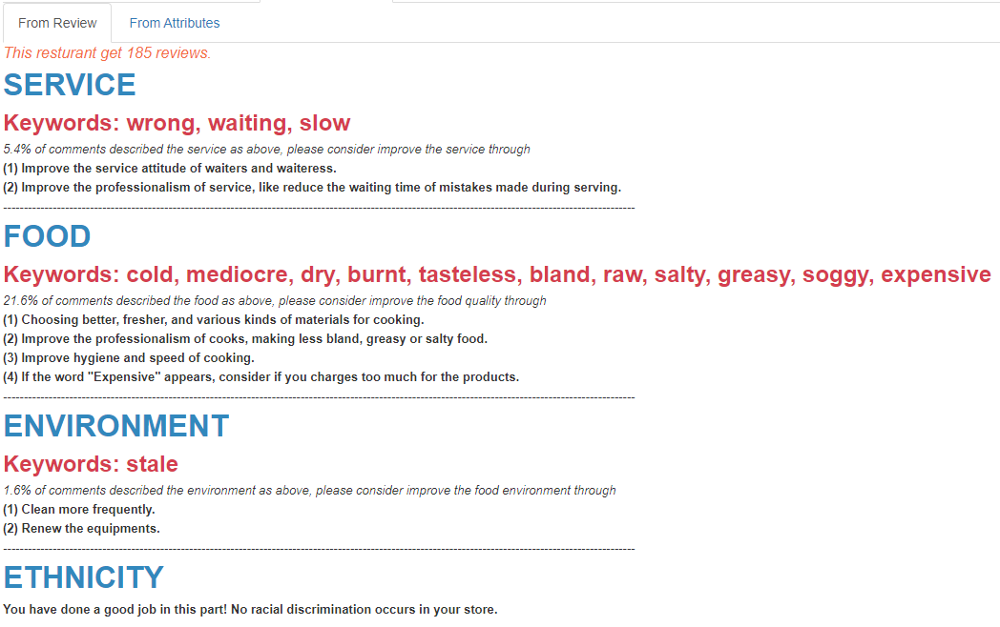 From Review From Attributes
This resturant get 185 reviews.
SERVICE
Keywords: wrong, waiting, slow
5.4% of comments described the service as above, please consider improve the service through
(1) Improve the service attitude of waiters and waiteress.
(2) Improve the professionalism of service, like reduce the waiting time of mistakes made during serving.
------------------------------------------------------------------------------------------------------------------------------------------------------
FOOD
Keywords: cold, mediocre, dry, burnt, tasteless, bland, raw, salty, greasy, soggy, expensive
21.6% of comments described the food as above, please consider improve the food quality through
(1) Choosing better, fresher, and various kinds of materials for cooking.
(2) Improve the professionalism of cooks, making less bland, greasy or salty food.
(3) Improve hygiene and speed of cooking.
(4) If the word "Expensive" appears, consider if you charges too much for the products.
------------------------------------------------------------------------------------------------------------------------------------------------------
ENVIRONMENT
Keywords: stale
1.6% of comments described the environment as above, please consider improve the food environment through
(1) Clean more frequently.
(2) Renew the equipments.
------------------------------------------------------------------------------------------------------------------------------------------------------
ETHNICITY
You have done a good job in this part! No racial discrimination occurs in your store.